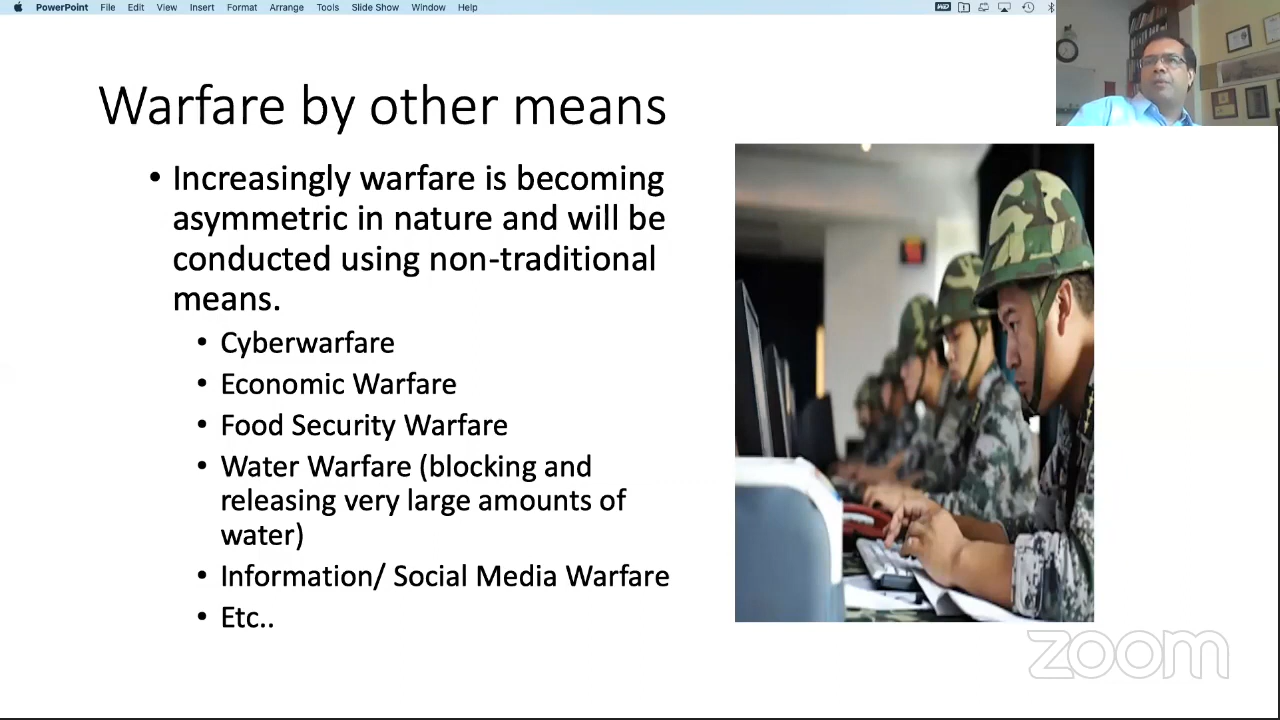 PowerPoint File Edit View Insert Format Arrange Tools Slide Show Window Help
Warfare by other means
• Increasingly warfare is becoming
asymmetric in nature and will be
conducted using non-traditional
means.
• Cyberwarfare
• Economic Warfare
• Food Security Warfare
• Water Warfare (blocking and
releasing very large amounts of
water)
• Information/ Social Media Warfare
• Etc..
zoom